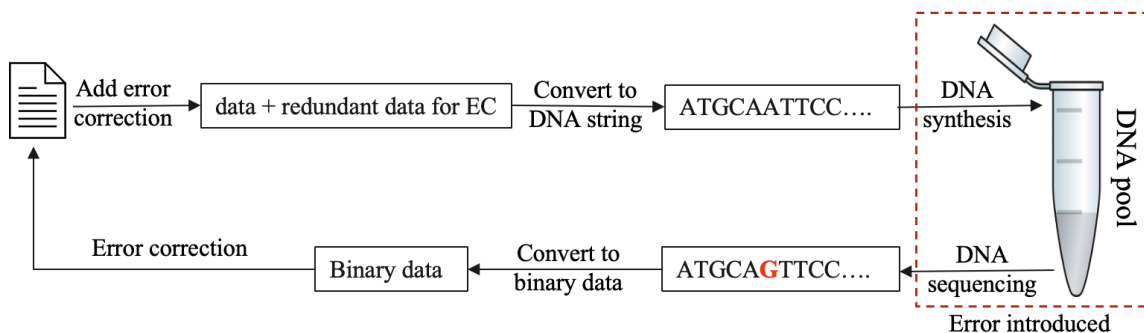 Add error
correction
data + redundant data for EC
Convert to
DNA string
ATGCAATTCC....
DNA
synthesis
DNA pool
Error correction
Binary data
Convert to
binary data
ATGCAGTTCC....
DNA
sequencing
Error introduced